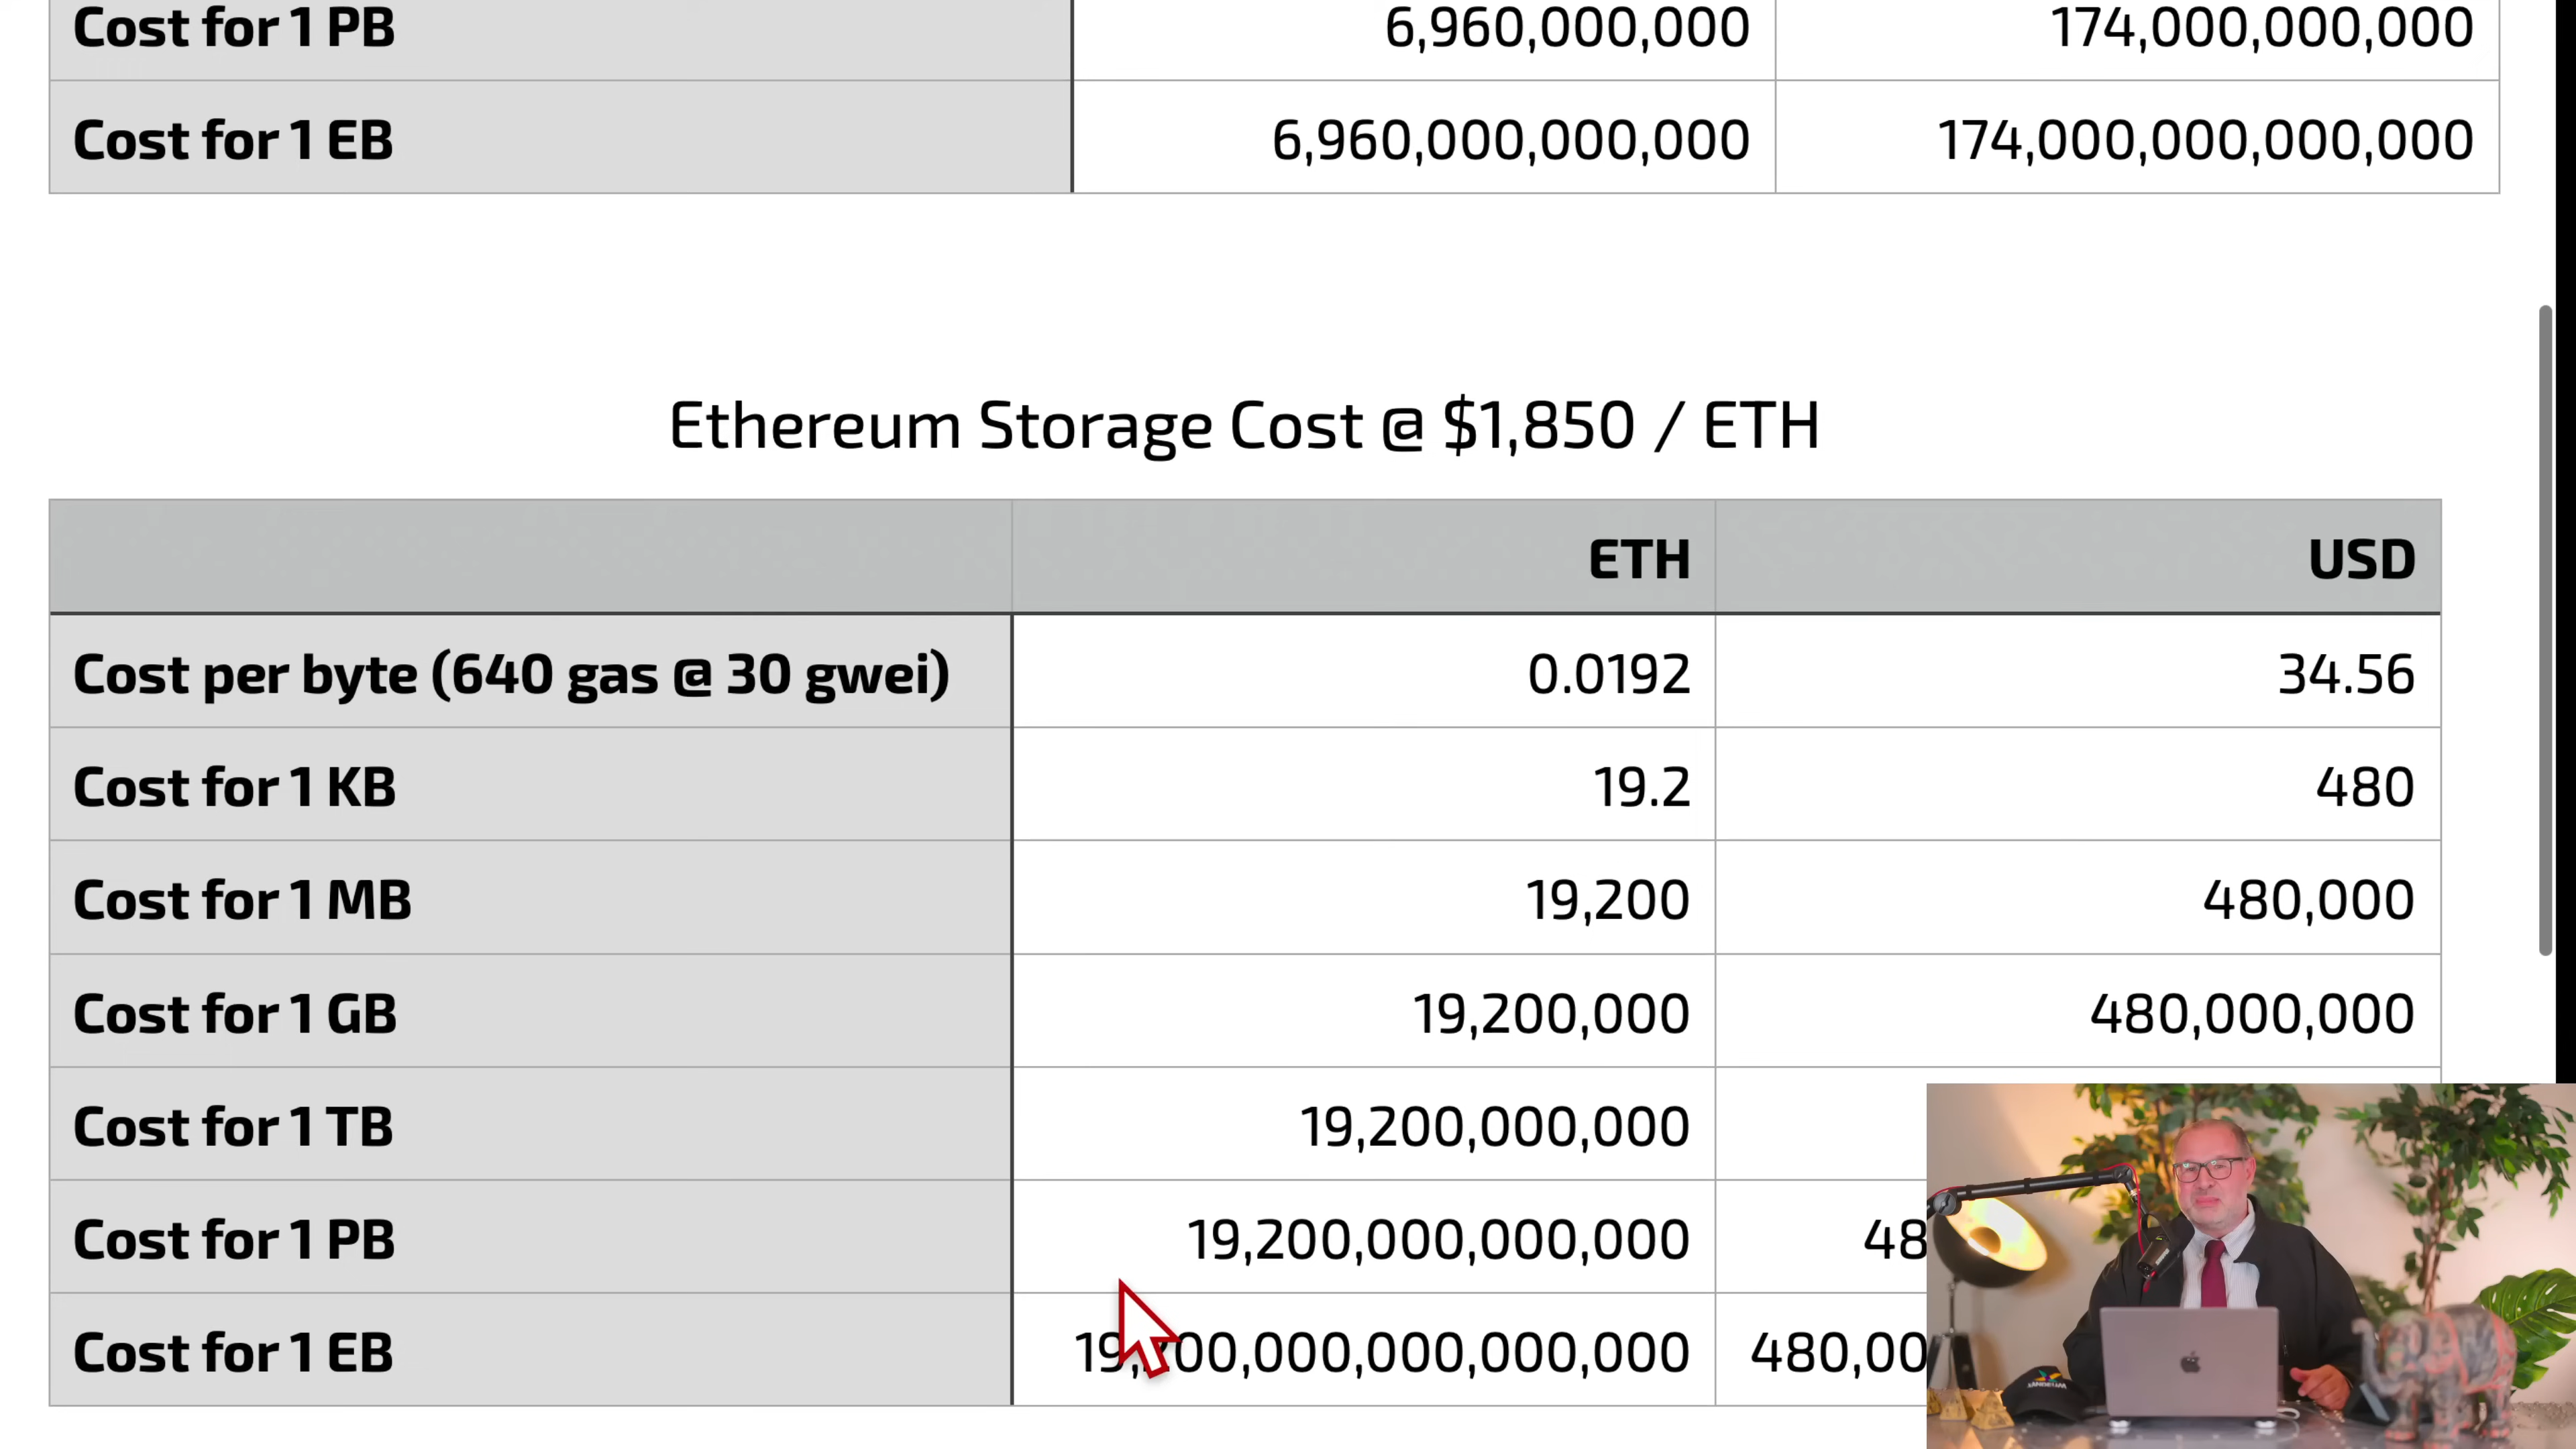 Cost for 1 PB 6,960,000,000 174,000,000,000
Cost for 1 EB 6,960,000,000,000 174,000,000,000,000
Ethereum Storage Cost @ $1,850 / ETH
ETH USD
Cost per byte (640 gas @ 30 gwei) 0.0192 34.56
Cost for 1 KB 19.2 480
Cost for 1 MB 19,200 480,000
Cost for 1 GB 19,200,000 480,000,000
Cost for 1 TB 19,200,000,000
Cost for 1 PB 19,200,000,000,000 48
Cost for 1 EB 480,00